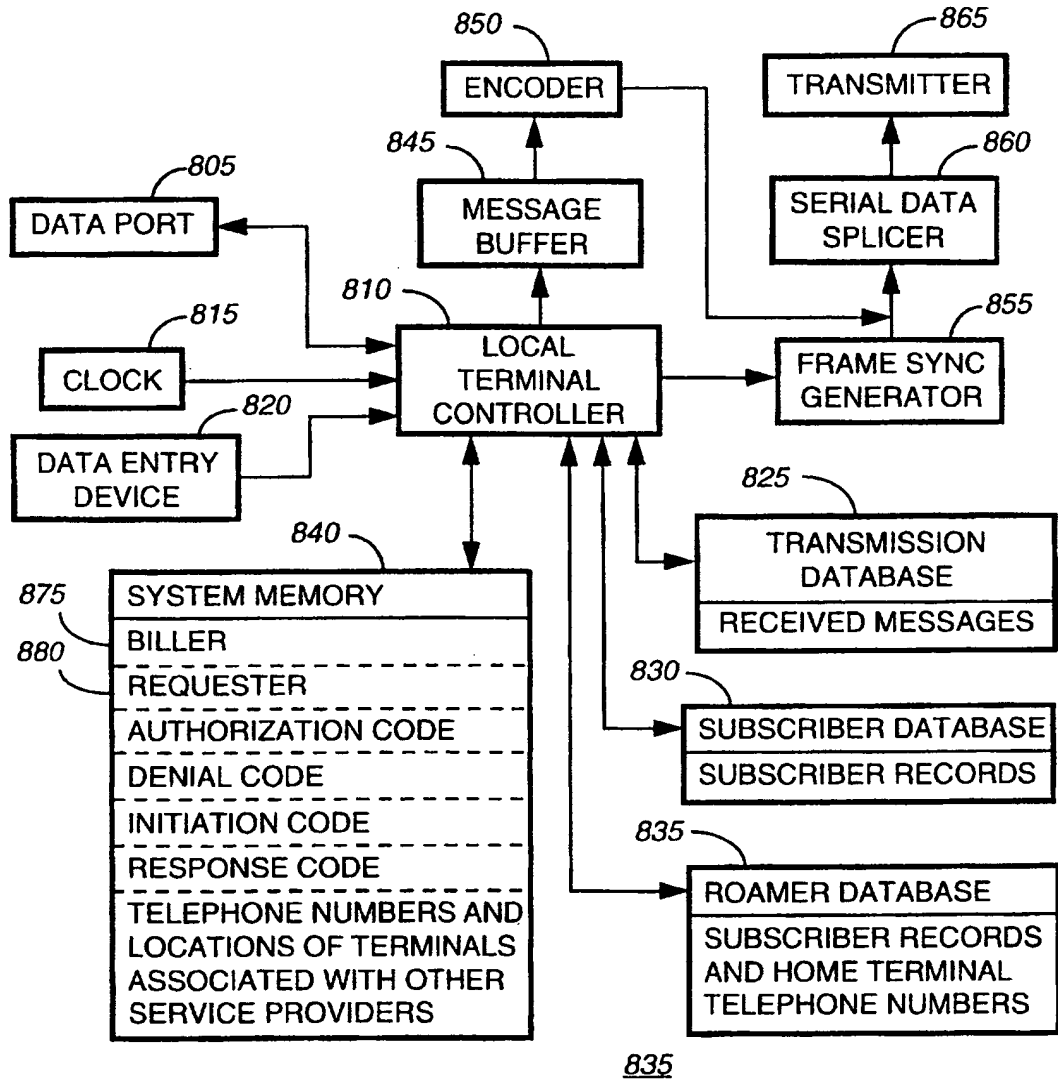 850
ENCODER
865
TRANSMITTER
845
MESSAGE
BUFFER
860
SERIAL DATA
SPLICER
805
DATA PORT
810
LOCAL
TERMINAL
CONTROLLER
855
FRAME SYNC
GENERATOR
815
CLOCK
820
DATA ENTRY
DEVICE
825
TRANSMISSION
DATABASE
RECEIVED MESSAGES
840
SYSTEM MEMORY
875
BILLER
880
REQUESTER
AUTHORIZATION CODE
DENIAL CODE
INITIATION CODE
RESPONSE CODE
TELEPHONE NUMBERS AND
LOCATIONS OF TERMINALS
ASSOCIATED WITH OTHER
SERVICE PROVIDERS
830
SUBSCRIBER DATABASE
SUBSCRIBER RECORDS
835
ROAMER DATABASE
SUBSCRIBER RECORDS
AND HOME TERMINAL
TELEPHONE NUMBERS
835